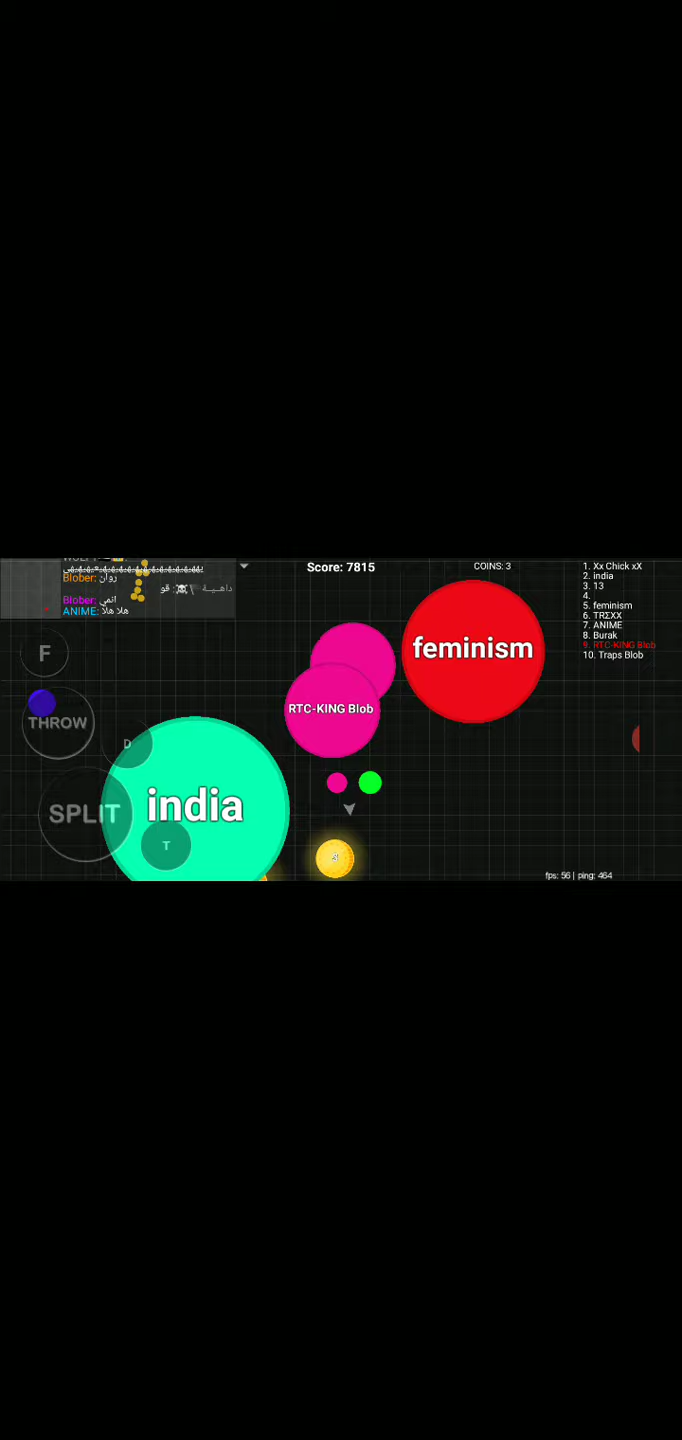 Blober: روان
داهـيـة: قو
Blober: انمي
ANIME: هلا هلا
Score: 7815
COINS: 3
1. Xx Chick xX
2. india
3. 13
4.
5. feminism
6. TRΣXX
7. ANIME
8. Burak
9. RTC-KING Blob
10. Traps Blob
feminism
RTC-KING Blob
india
F
THROW
D
SPLIT
T
fps: 56 | ping: 464